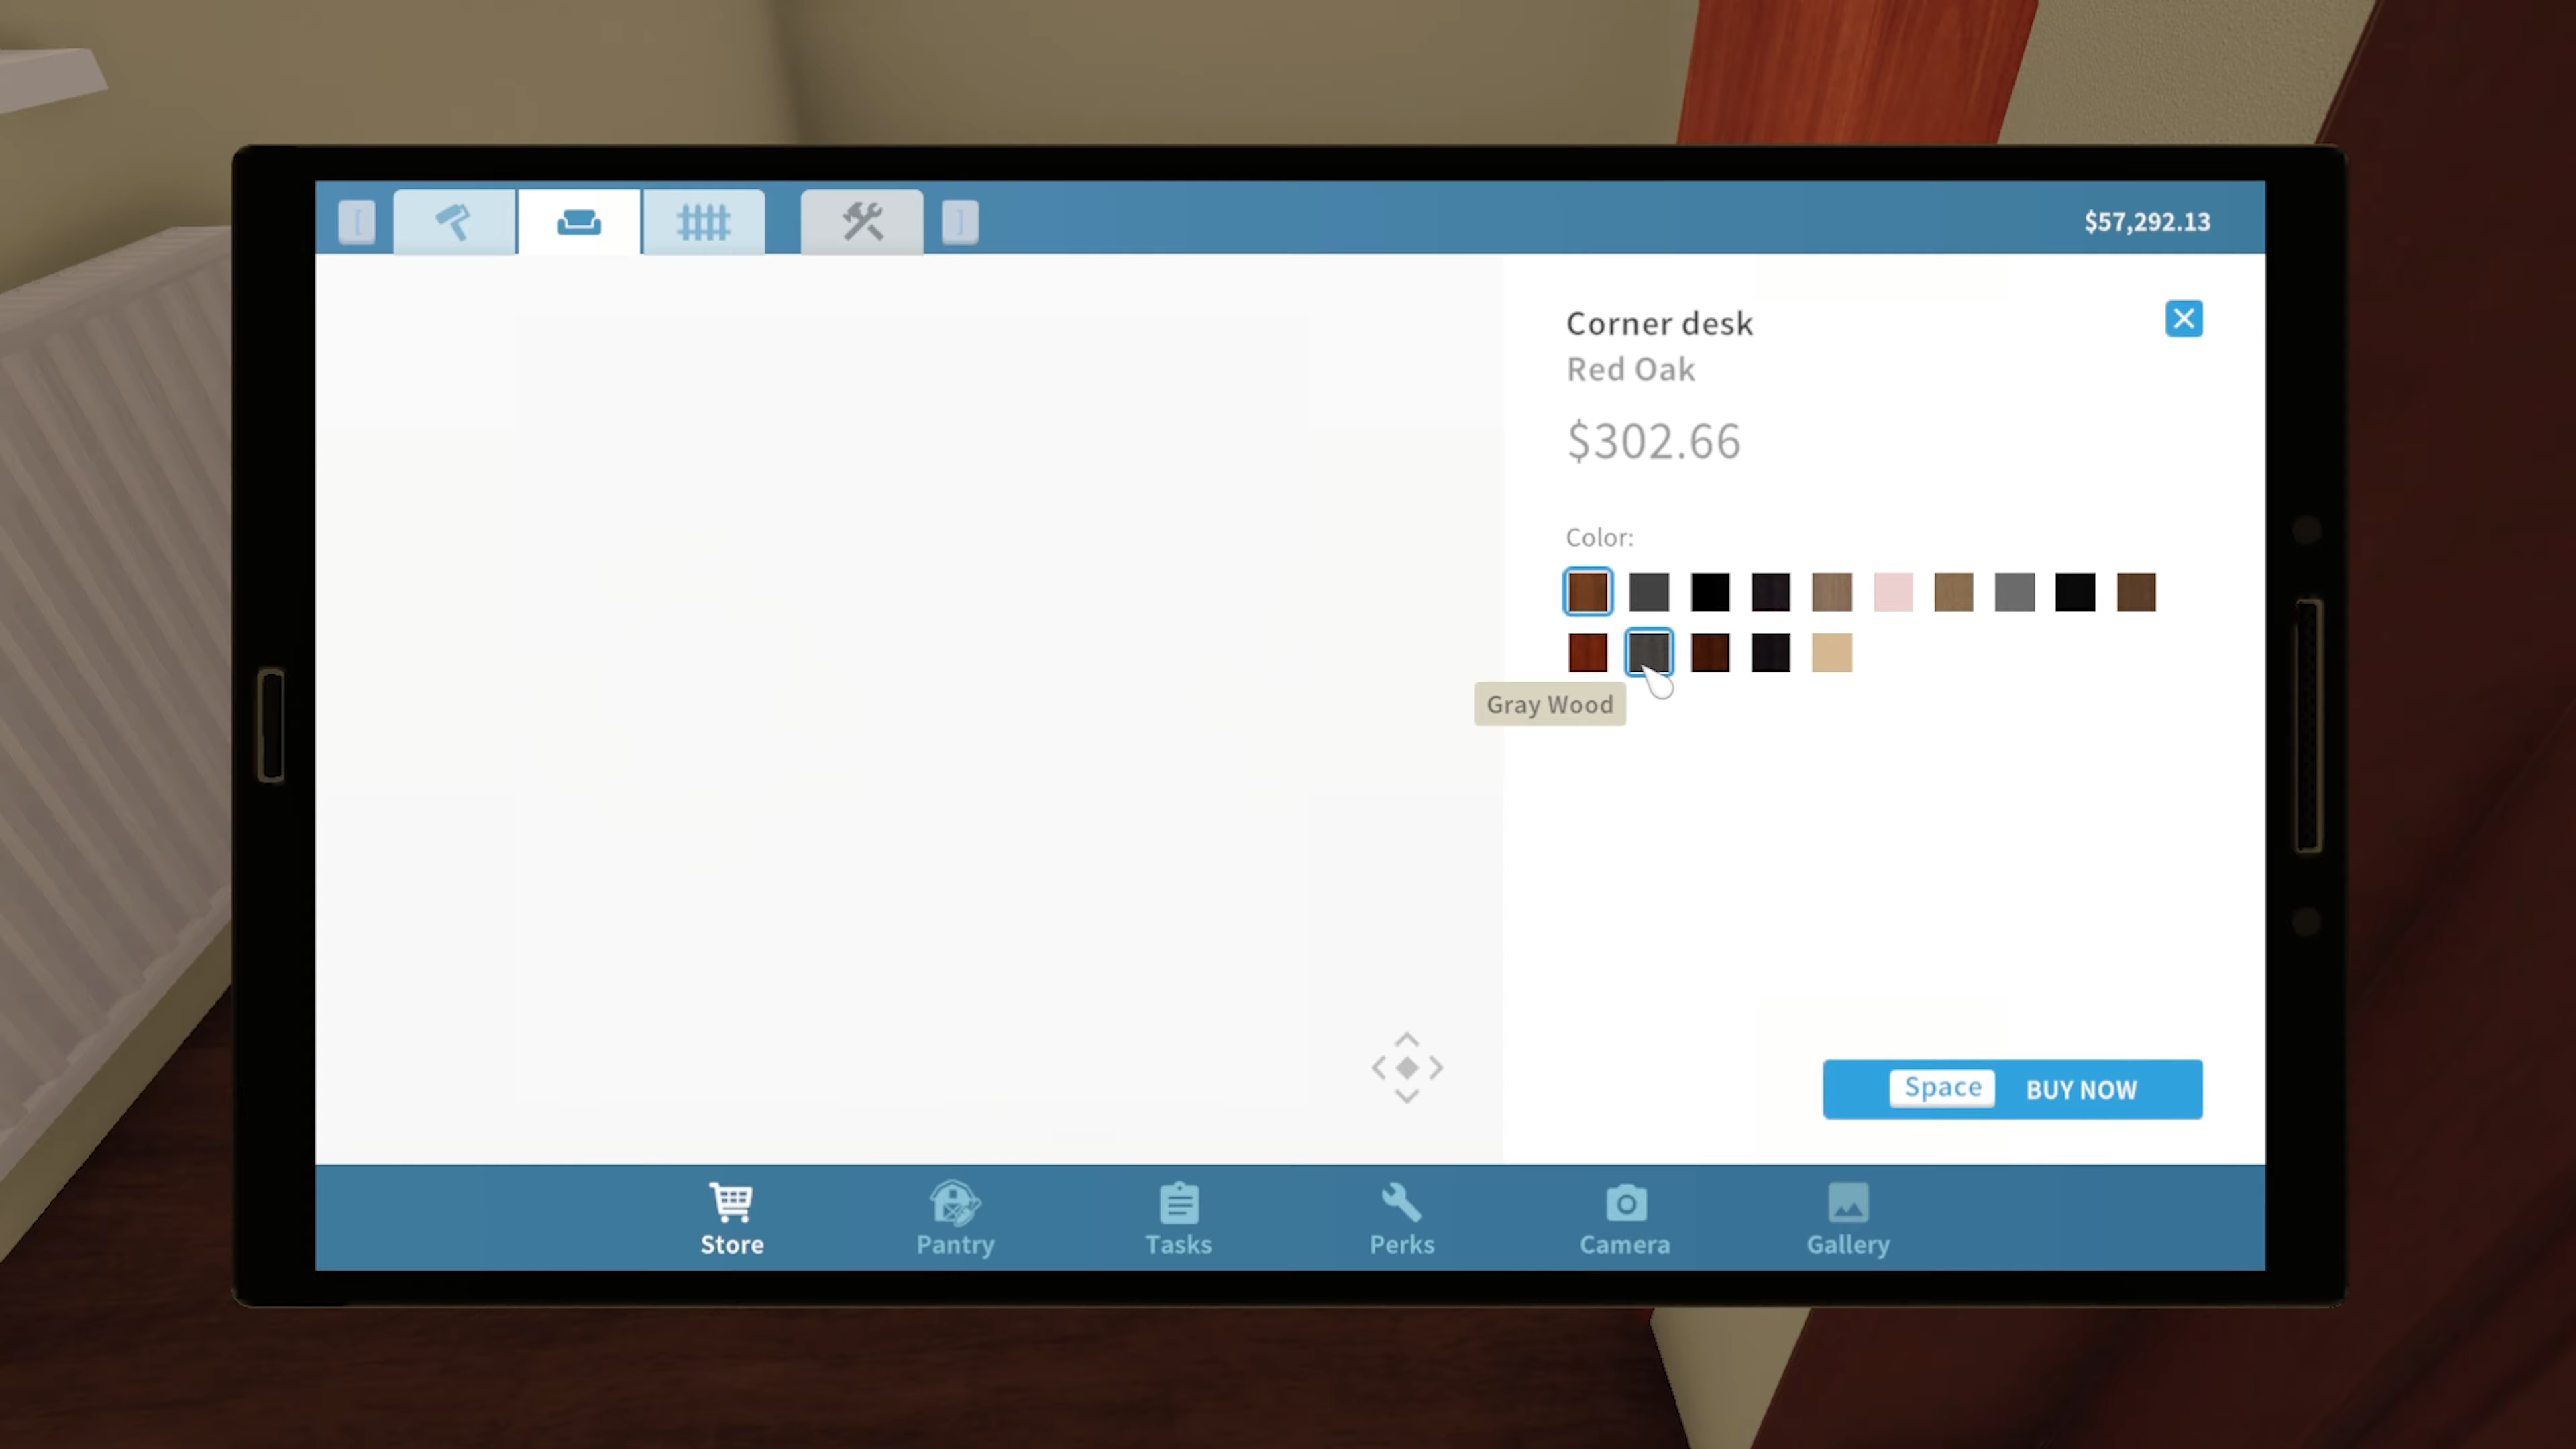 [
]
$57,292.13
Corner desk
Red Oak
$302.66
Color:
Gray Wood
Space BUY NOW
Store
Pantry
Tasks
Perks
Camera
Gallery